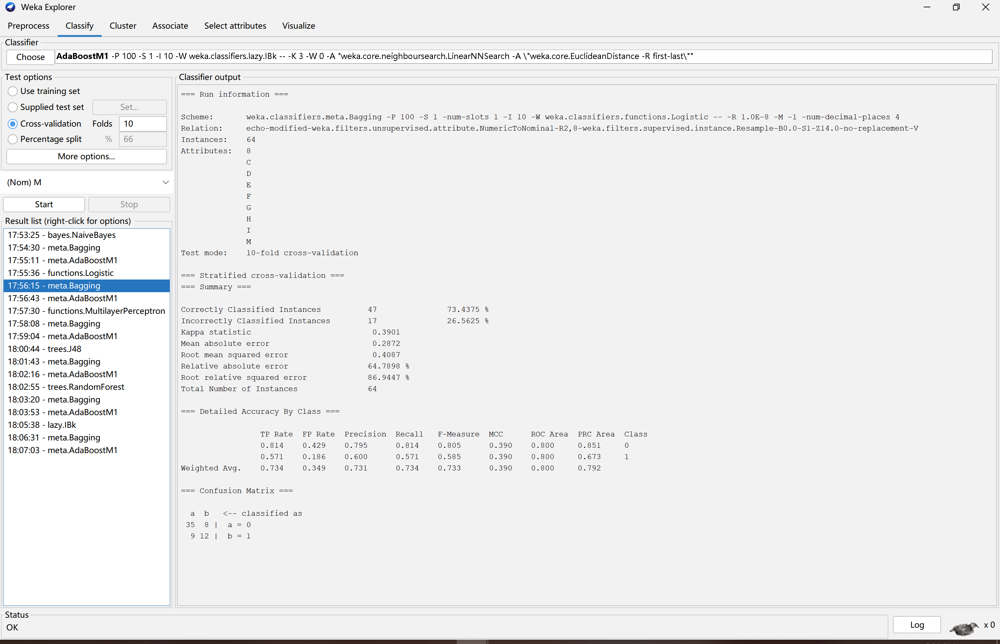 Weka Explorer
Preprocess Classify Cluster Associate Select attributes Visualize
Classifier
Choose AdaBoostM1 -P 100 -S 1 -I 10 -W weka.classifiers.lazy.IBk -- -K 3 -W 0 -A "weka.core.neighboursearch.LinearNNSearch -A \"weka.core.EuclideanDistance -R first-last\""
Test options
Use training set
Supplied test set Set...
Cross-validation Folds 10
Percentage split % 66
More options...
(Nom) M
Start Stop
Result list (right-click for options)
17:53:25 - bayes.NaiveBayes
17:54:30 - meta.Bagging
17:55:11 - meta.AdaBoostM1
17:55:36 - functions.Logistic
17:56:15 - meta.Bagging
17:56:43 - meta.AdaBoostM1
17:57:30 - functions.MultilayerPerceptron
17:58:08 - meta.Bagging
17:59:04 - meta.AdaBoostM1
18:00:44 - trees.J48
18:01:43 - meta.Bagging
18:02:16 - meta.AdaBoostM1
18:02:55 - trees.RandomForest
18:03:20 - meta.Bagging
18:03:53 - meta.AdaBoostM1
18:05:38 - lazy.IBk
18:06:31 - meta.Bagging
18:07:03 - meta.AdaBoostM1
Classifier output
=== Run information ===
Scheme: weka.classifiers.meta.Bagging -P 100 -S 1 -num-slots 1 -I 10 -W weka.classifiers.functions.Logistic -- -R 1.0E-8 -M -1 -num-decimal-places 4
Relation: echo-modified-weka.filters.unsupervised.attribute.NumericToNominal-R2,8-weka.filters.supervised.instance.Resample-B0.0-S1-Z14.0-no-replacement-V
Instances: 64
Attributes: 8
C
D
E
F
G
H
I
M
Test mode: 10-fold cross-validation
=== Stratified cross-validation ===
=== Summary ===
Correctly Classified Instances 47 73.4375 %
Incorrectly Classified Instances 17 26.5625 %
Kappa statistic 0.3901
Mean absolute error 0.2872
Root mean squared error 0.4087
Relative absolute error 64.7898 %
Root relative squared error 86.9447 %
Total Number of Instances 64
=== Detailed Accuracy By Class ===
TP Rate FP Rate Precision Recall F-Measure MCC ROC Area PRC Area Class
0.814 0.429 0.795 0.814 0.805 0.390 0.800 0.851 0
0.571 0.186 0.600 0.571 0.585 0.390 0.800 0.673 1
Weighted Avg. 0.734 0.349 0.731 0.734 0.733 0.390 0.800 0.792
=== Confusion Matrix ===
a b <-- classified as
35 8 | a = 0
9 12 | b = 1
Status
OK
Log x 0